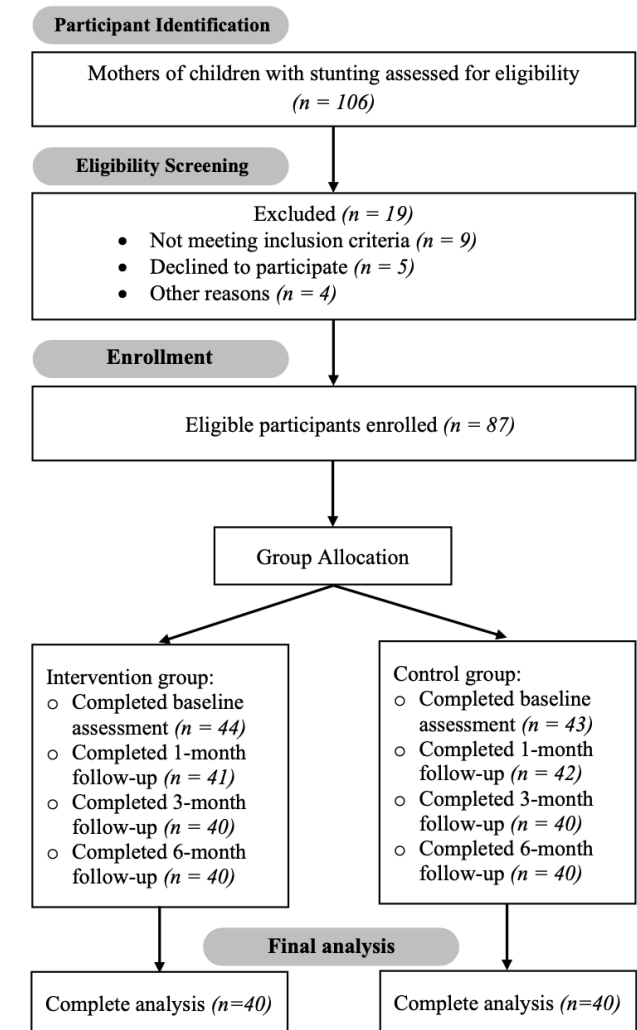 Participant Identification
Mothers of children with stunting assessed for eligibility
(n = 106)
Eligibility Screening
Excluded (n = 19)
• Not meeting inclusion criteria (n = 9)
• Declined to participate (n = 5)
• Other reasons (n = 4)
Enrollment
Eligible participants enrolled (n = 87)
Group Allocation
Intervention group:
o Completed baseline
assessment (n = 44)
o Completed 1-month
follow-up (n = 41)
o Completed 3-month
follow-up (n = 40)
o Completed 6-month
follow-up (n = 40)
Control group:
o Completed baseline
assessment (n = 43)
o Completed 1-month
follow-up (n = 42)
o Completed 3-month
follow-up (n = 40)
o Completed 6-month
follow-up (n = 40)
Final analysis
Complete analysis (n=40)
Complete analysis (n=40)